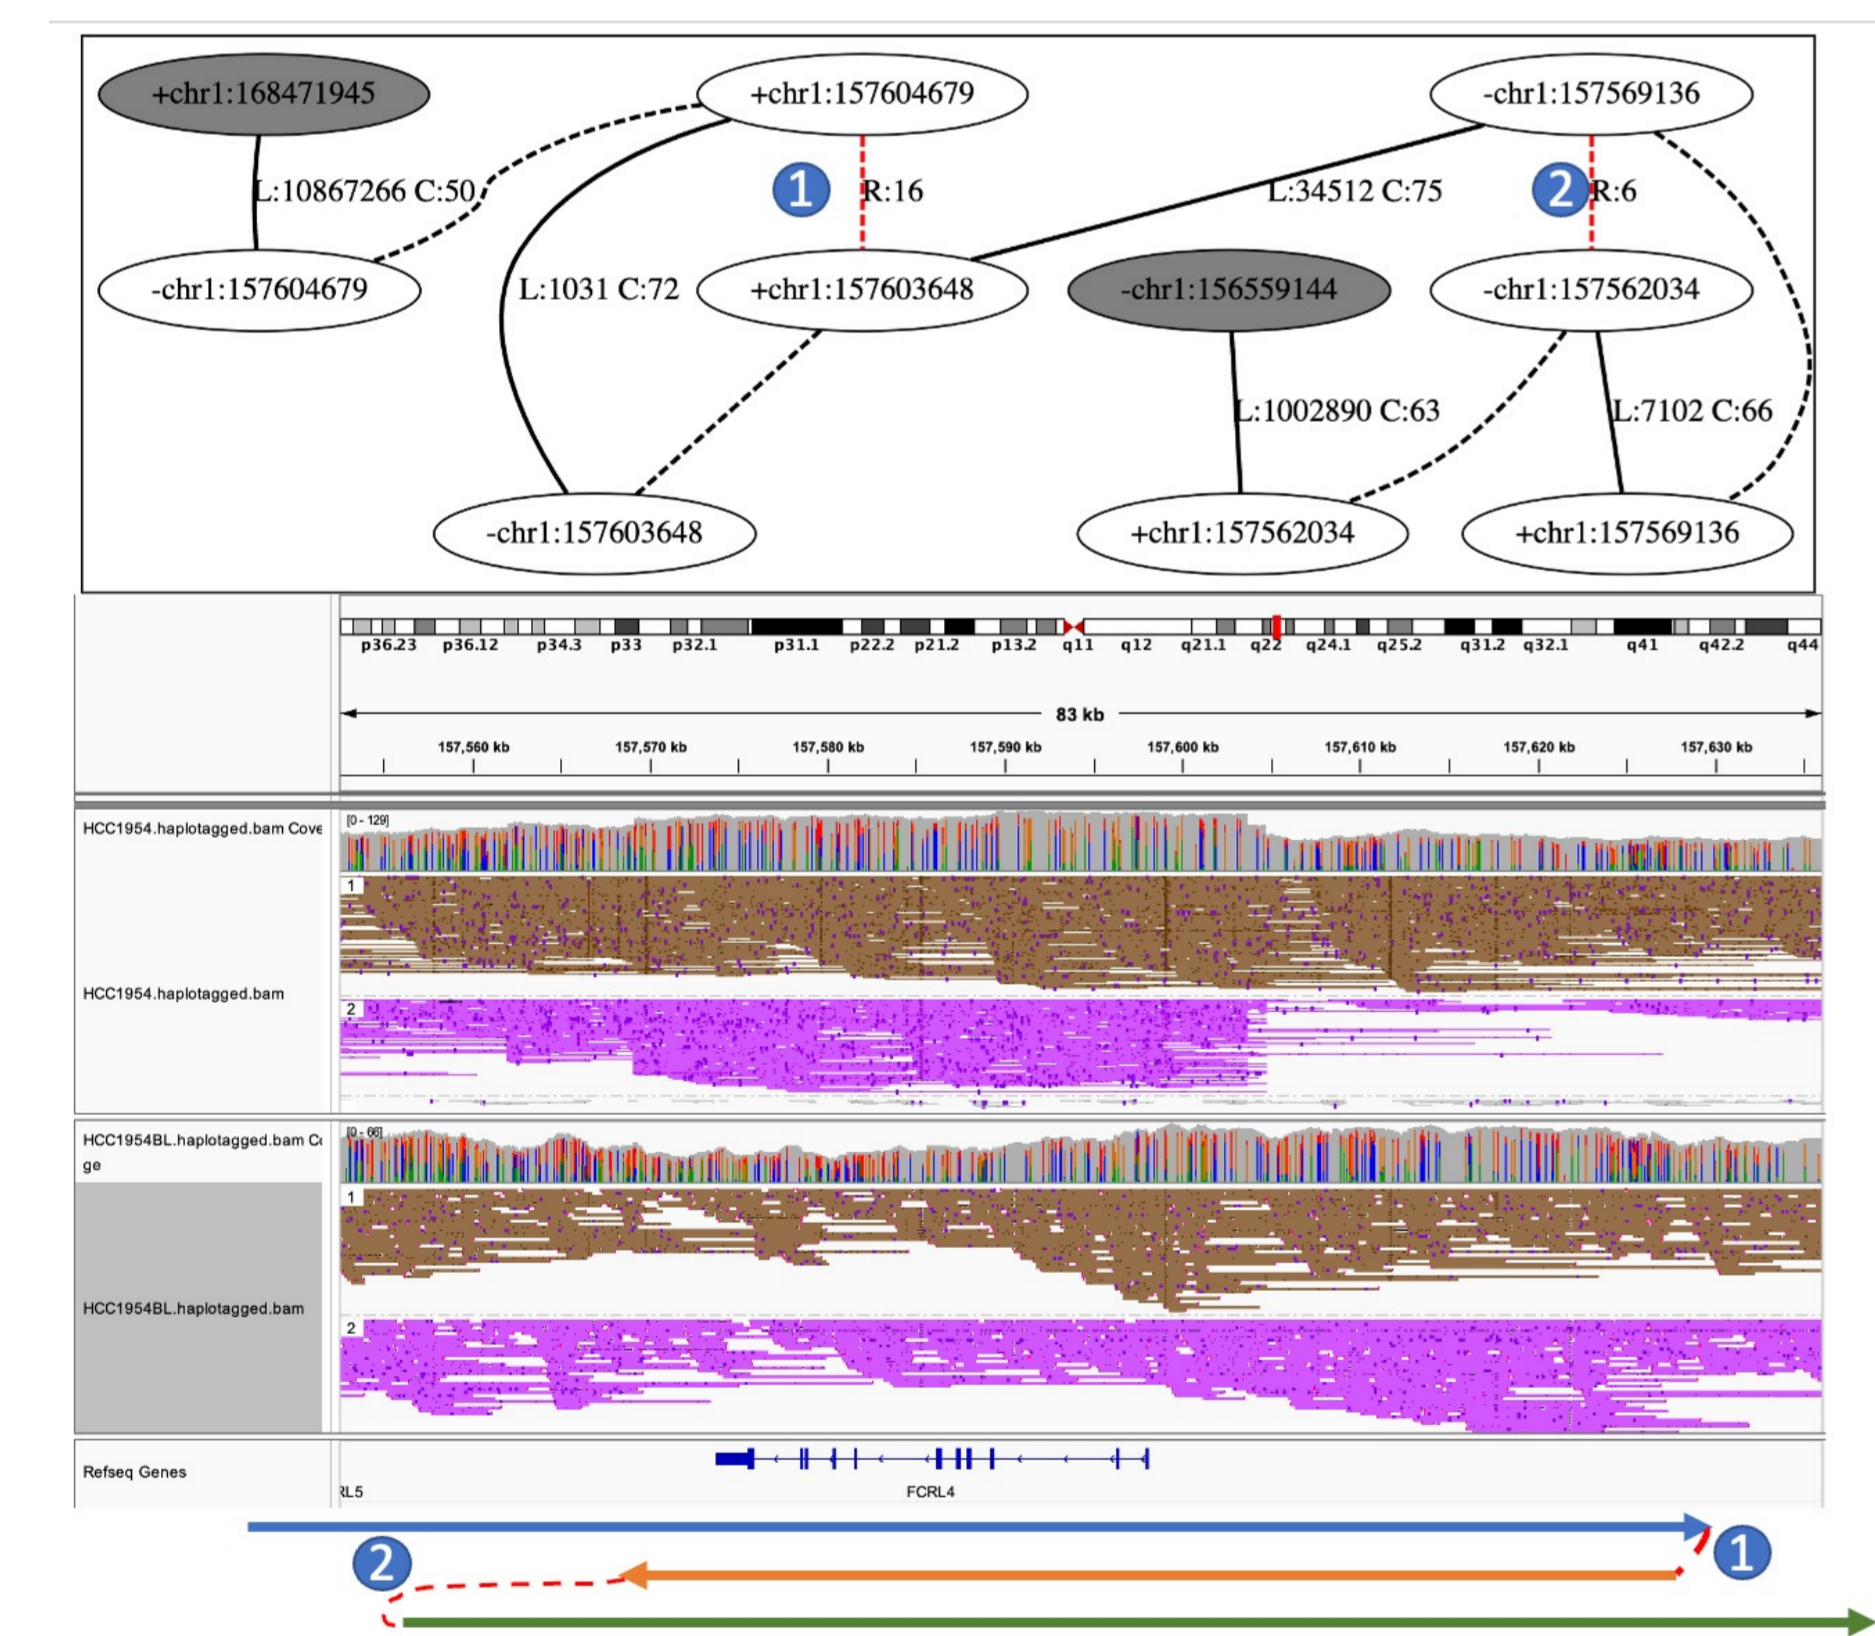 +chr1:168471945
+chr1:157604679
-chr1:157569136
L:10867266 C:50
1
R:16
L:34512 C:75
2
R:6
-chr1:157604679
L:1031 C:72
+chr1:157603648
-chr1:156559144
-chr1:157562034
L:1002890 C:63
L:7102 C:66
-chr1:157603648
+chr1:157562034
+chr1:157569136
p36.23 p36.12 p34.3 p33 p32.1 p31.1 p22.2 p21.2 p13.2 q11 q12 q21.1 q22 q24.1 q25.2 q31.2 q32.1 q41 q42.2 q44
83 kb
157,560 kb 157,570 kb 157,580 kb 157,590 kb 157,600 kb 157,610 kb 157,620 kb 157,630 kb
HCC1954.haplotagged.bam Cove
[0 - 129]
1
HCC1954.haplotagged.bam
2
HCC1954BL.haplotagged.bam Co
ge
[0 - 66]
1
HCC1954BL.haplotagged.bam
2
Refseq Genes
RL5
FCRL4
2
1